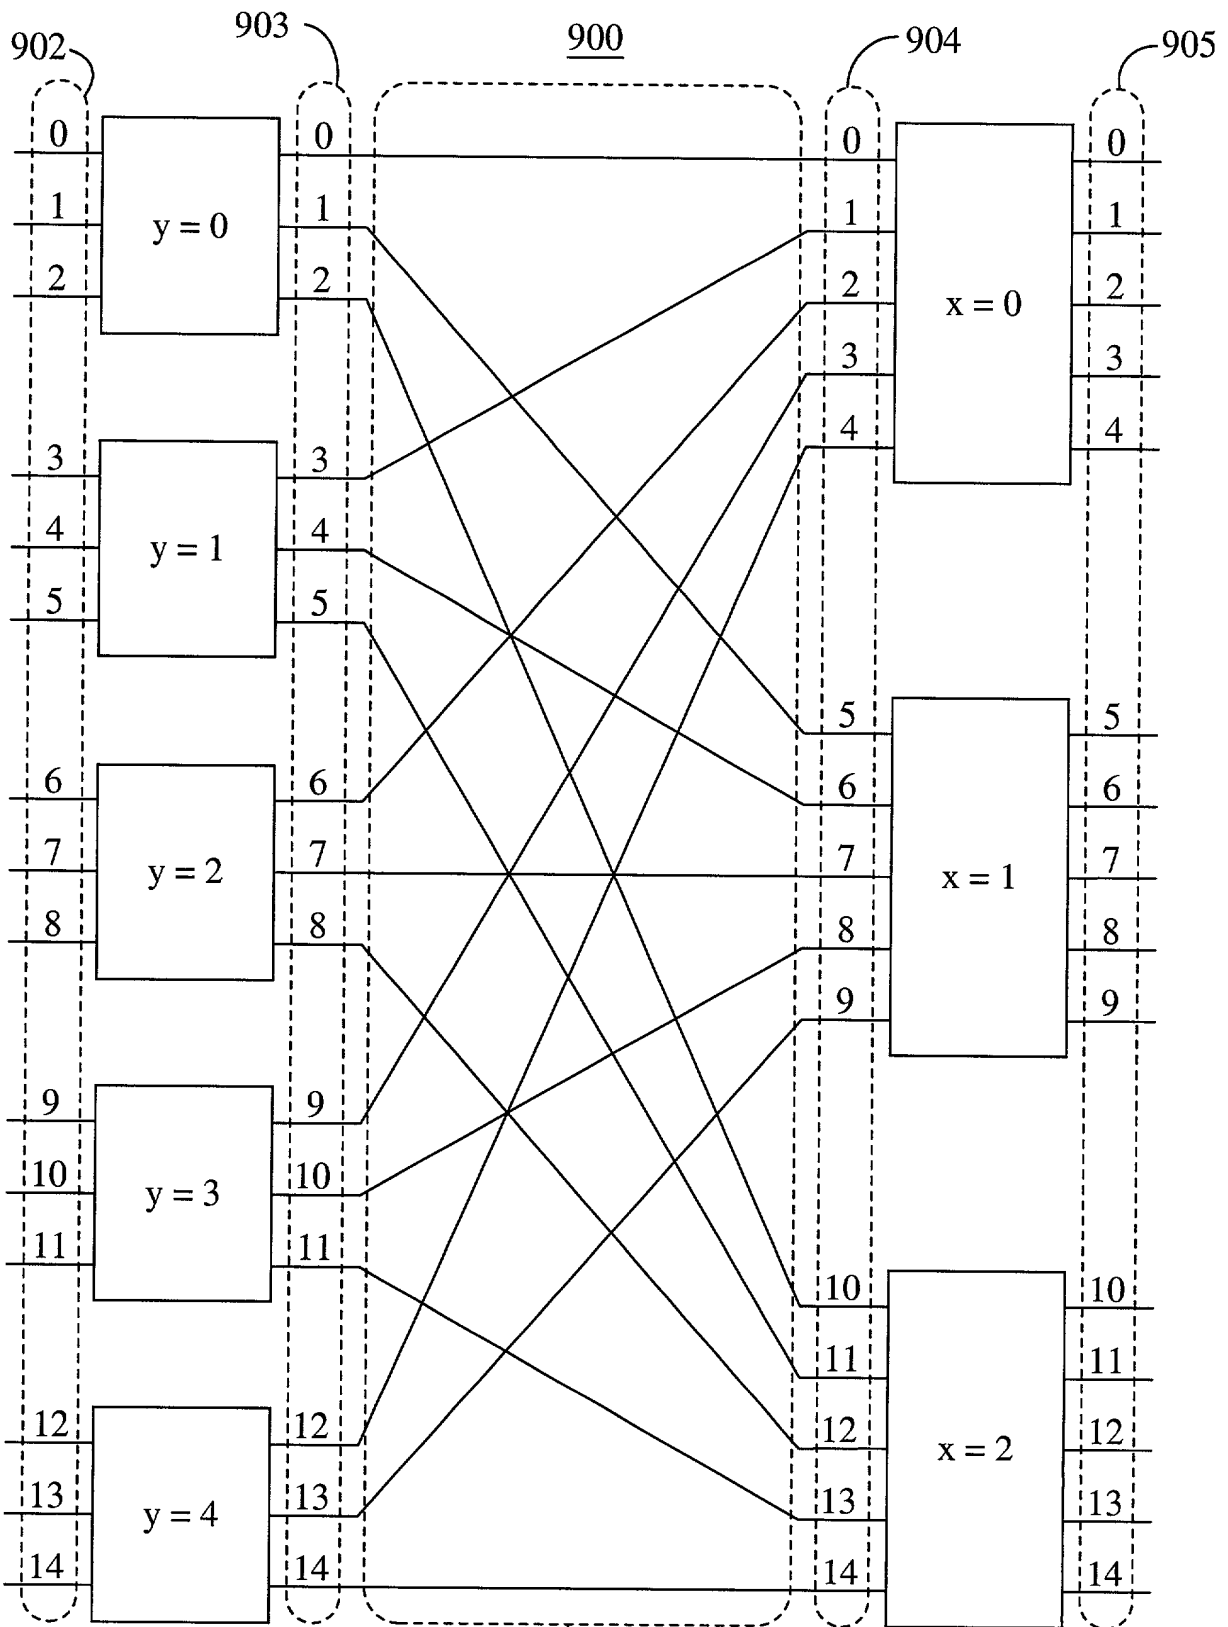 902
903
900
904
905
0 0 0 0
1 1 1 1
y = 0
2 2 2 2
x = 0
3 3
4 4
3 3
4 4
y = 1
5 5
5 5
6 6
6 6
7 7 7 7
y = 2
x = 1
8 8 8 8
9 9
9 9
10 10
y = 3
11 11
10 10
11 11
12 12
12 12
x = 2
13 13
y = 4
13 13
14 14 14 14